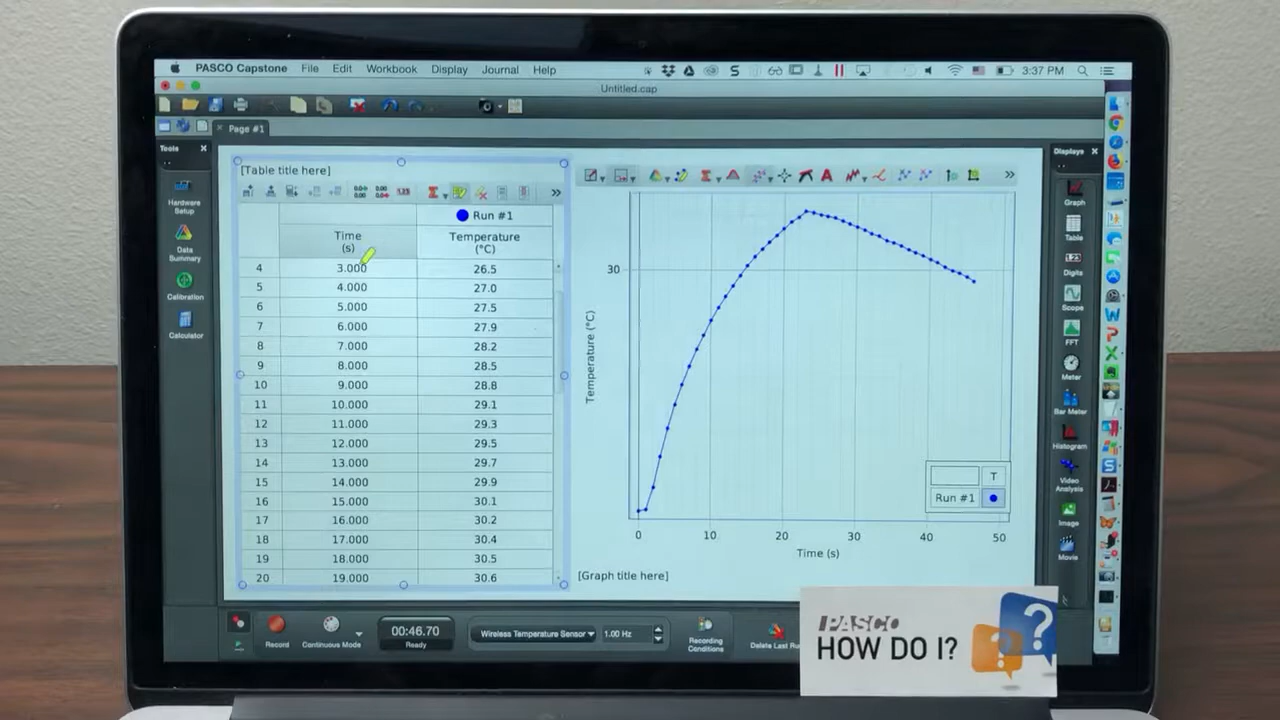 PASCO Capstone File Edit Workbook Display Journal Help 3:37 PM
Untitled.cap
Page #1
Tools
Displays
Hardware Setup
Data Summary
Calibration
Calculator
[Table title here]
Run #1
Time (s) Temperature (°C)
4 3.000 26.5
5 4.000 27.0
6 5.000 27.5
7 6.000 27.9
8 7.000 28.2
9 8.000 28.5
10 9.000 28.8
11 10.000 29.1
12 11.000 29.3
13 12.000 29.5
14 13.000 29.7
15 14.000 29.9
16 15.000 30.1
17 16.000 30.2
18 17.000 30.4
19 18.000 30.5
20 19.000 30.6
30
Temperature (°C)
0 10 20 30 40 50
Time (s)
T
Run #1
[Graph title here]
Graph
Table
Digits
Scope
FFT
Meter
Bar Meter
Histogram
Video Analysis
Image
Movie
Record
Continuous Mode
00:46.70
Ready
Wireless Temperature Sensor
1.00 Hz
Recording Conditions
Delete Last
PASCO
HOW DO I?